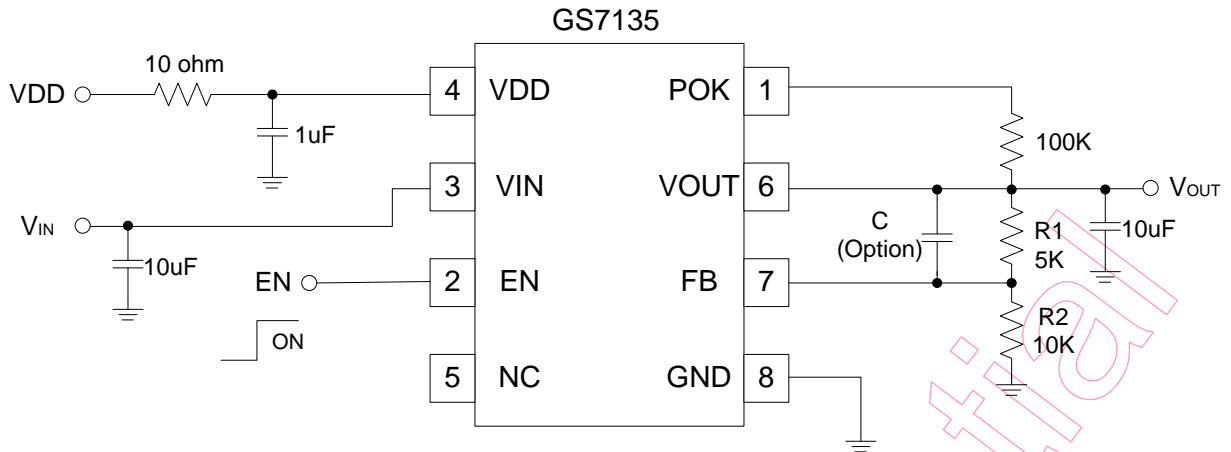 GS7135
10 ohm
VDD
4
VDD
POK
1
1uF
100K
3
VIN
VOUT
6
VOUT
VIN
C
(Option)
R1
5K
10uF
10uF
EN
2
EN
FB
7
ON
R2
10K
5
NC
GND
8
tial